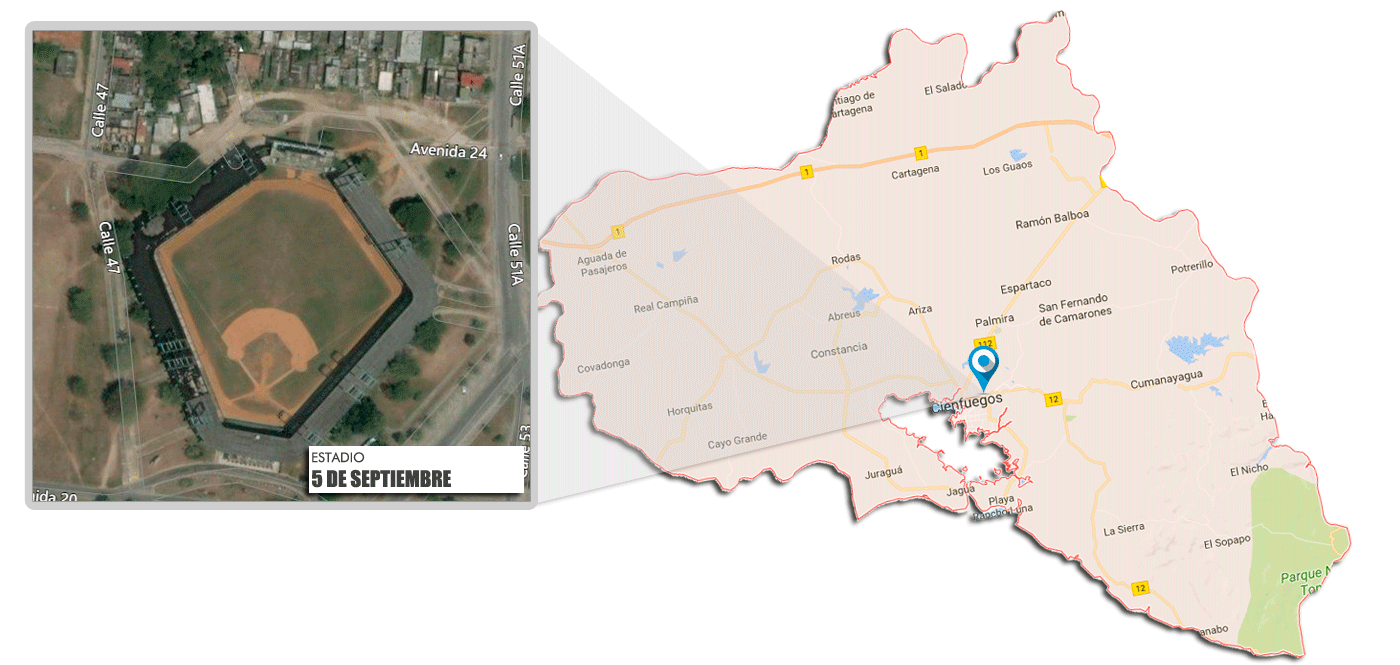 Calle 47
Calle 51A
Avenida 24
Calle 47
Calle 51A
Calle 53
ida 20
ESTADIO
5 DE SEPTIEMBRE
ntiago de
artagena
El Salado
1
1
Cartagena
Los Guaos
1
Ramón Balboa
Aguada de
Pasajeros
Rodas
Potrerillo
Real Campiña
Espartaco
Abreus
Ariza
San Fernando
de Camarones
Palmira
112
Constancia
Covadonga
Cumanayagua
Cienfuegos
12
Horquitas
Cayo Grande
Juraguá
El Nicho
Jagua
Playa
Rancho Luna
La Sierra
El Sopapo
12
Parque N
Top
anabo